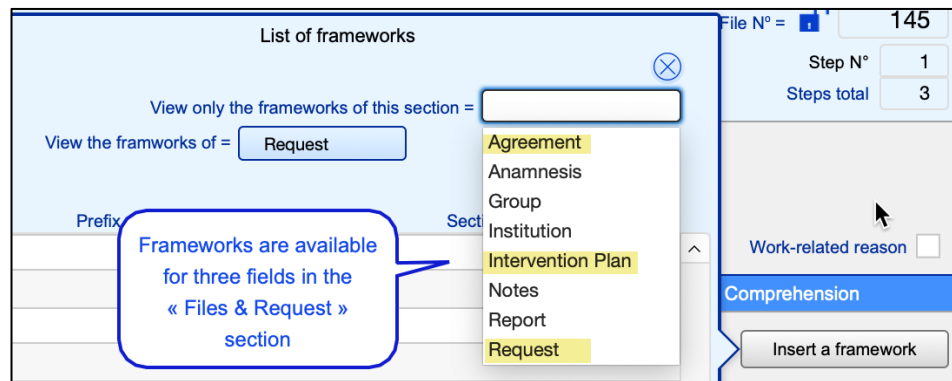 List of frameworks
File Nº = 145
Step N° 1
Steps total 3
View only the frameworks of this section =
View the framworks of = Request
Agreement
Anamnesis
Group
Institution
Intervention Plan
Notes
Report
Request
Prefix
Secti
Frameworks are available
for three fields in the
« Files & Request »
section
Work-related reason
Comprehension
Insert a framework